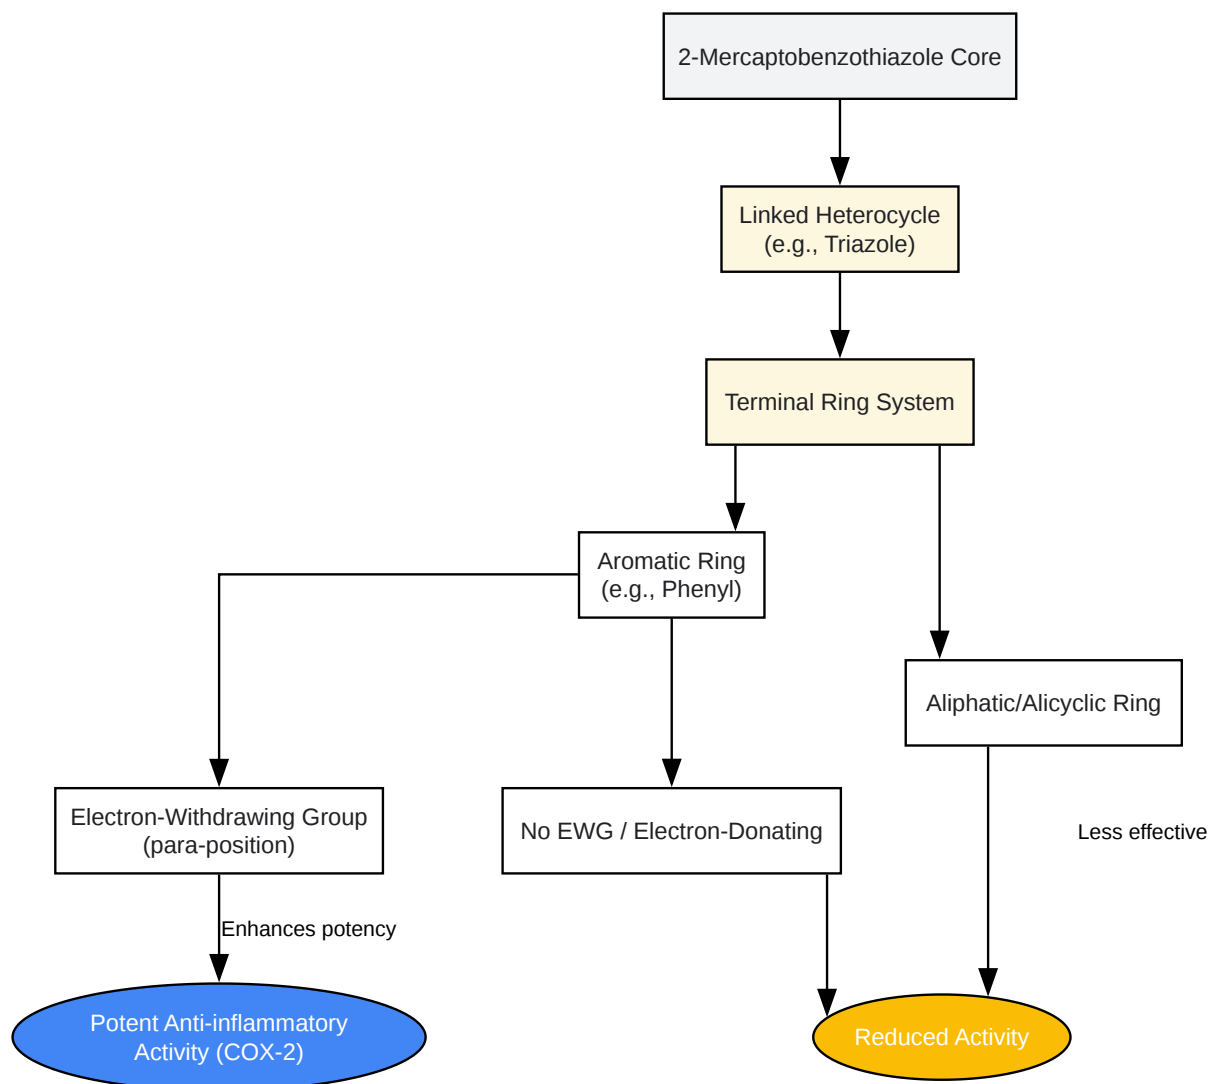 2-Mercaptobenzothiazole Core
Linked Heterocycle
(e.g., Triazole)
Terminal Ring System
Aromatic Ring
(e.g., Phenyl)
Aliphatic/Alicyclic Ring
Electron-Withdrawing Group
(para-position)
No EWG / Electron-Donating
Less effective
Enhances potency
Potent Anti-inflammatory
Activity (COX-2)
Reduced Activity